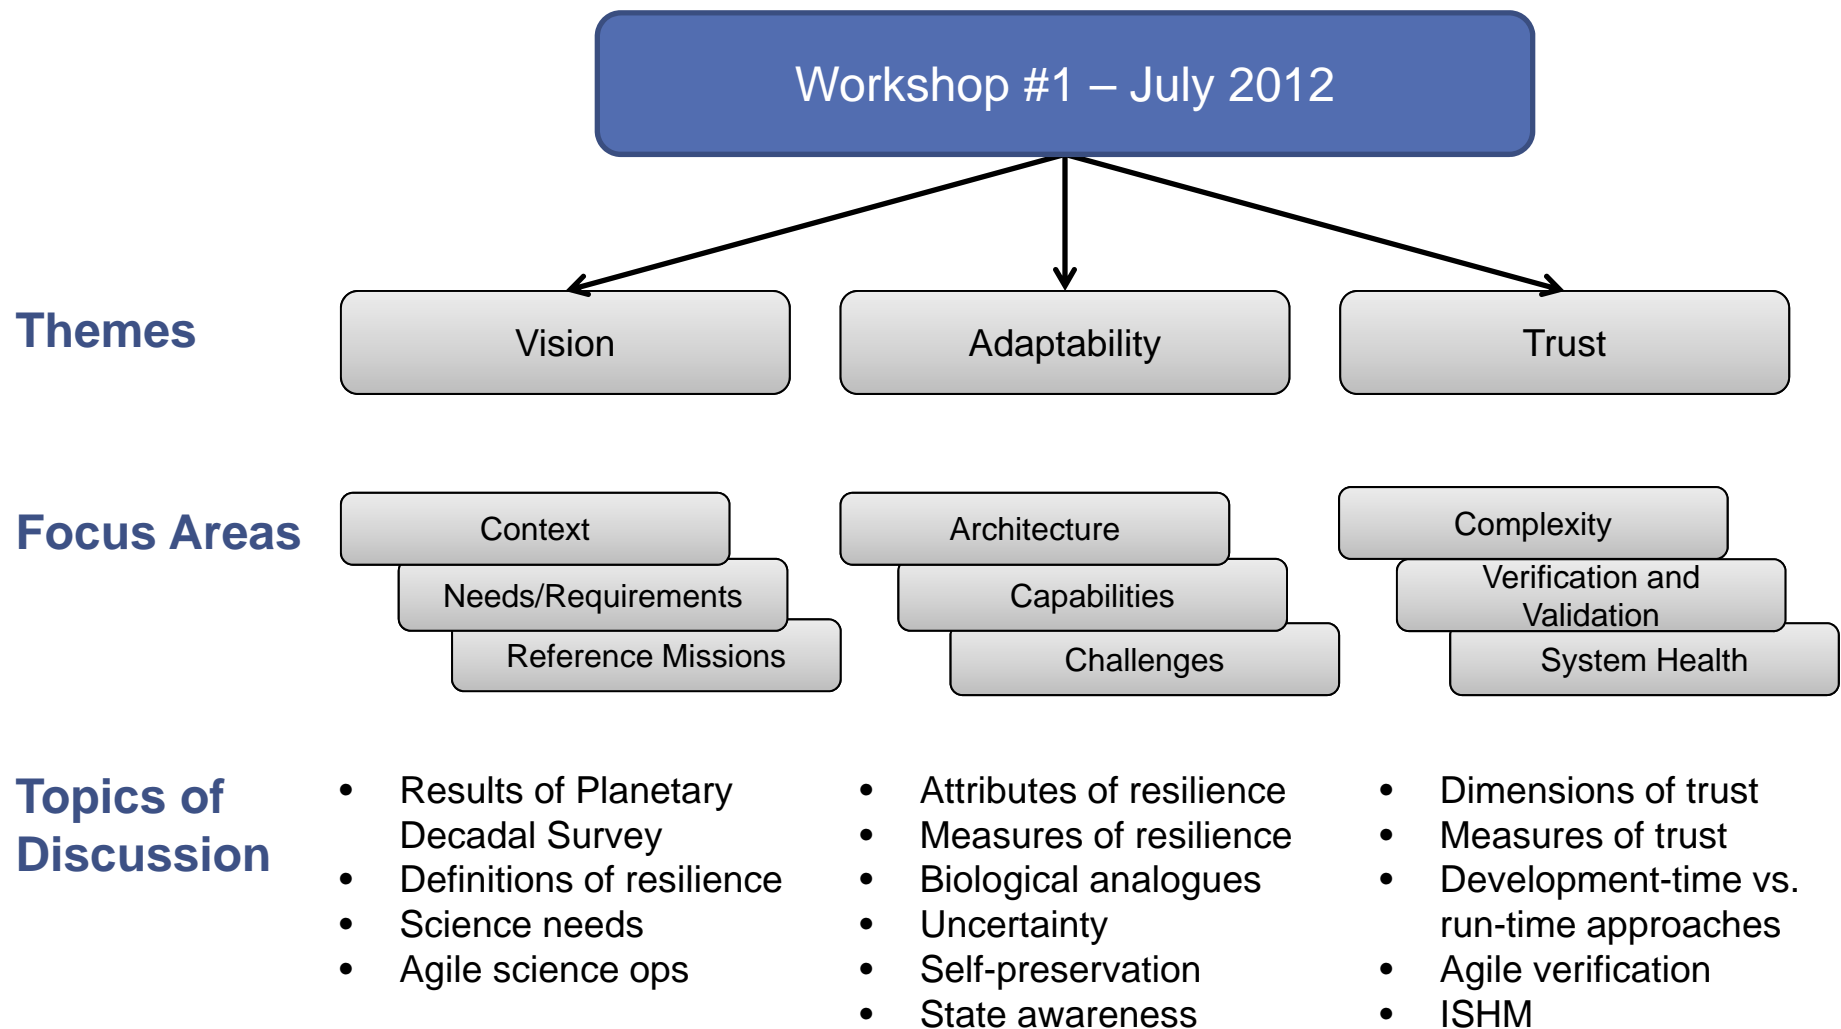 Workshop #1 – July 2012
Themes
Vision
Adaptability
Trust
Focus Areas
Context
Needs/Requirements
Reference Missions
Architecture
Capabilities
Challenges
Complexity
Verification and
Validation
System Health
Topics of
Discussion
• Results of Planetary
Decadal Survey
• Definitions of resilience
• Science needs
• Agile science ops
• Attributes of resilience
• Measures of resilience
• Biological analogues
• Uncertainty
• Self-preservation
• State awareness
• Dimensions of trust
• Measures of trust
• Development-time vs.
run-time approaches
• Agile verification
• ISHM